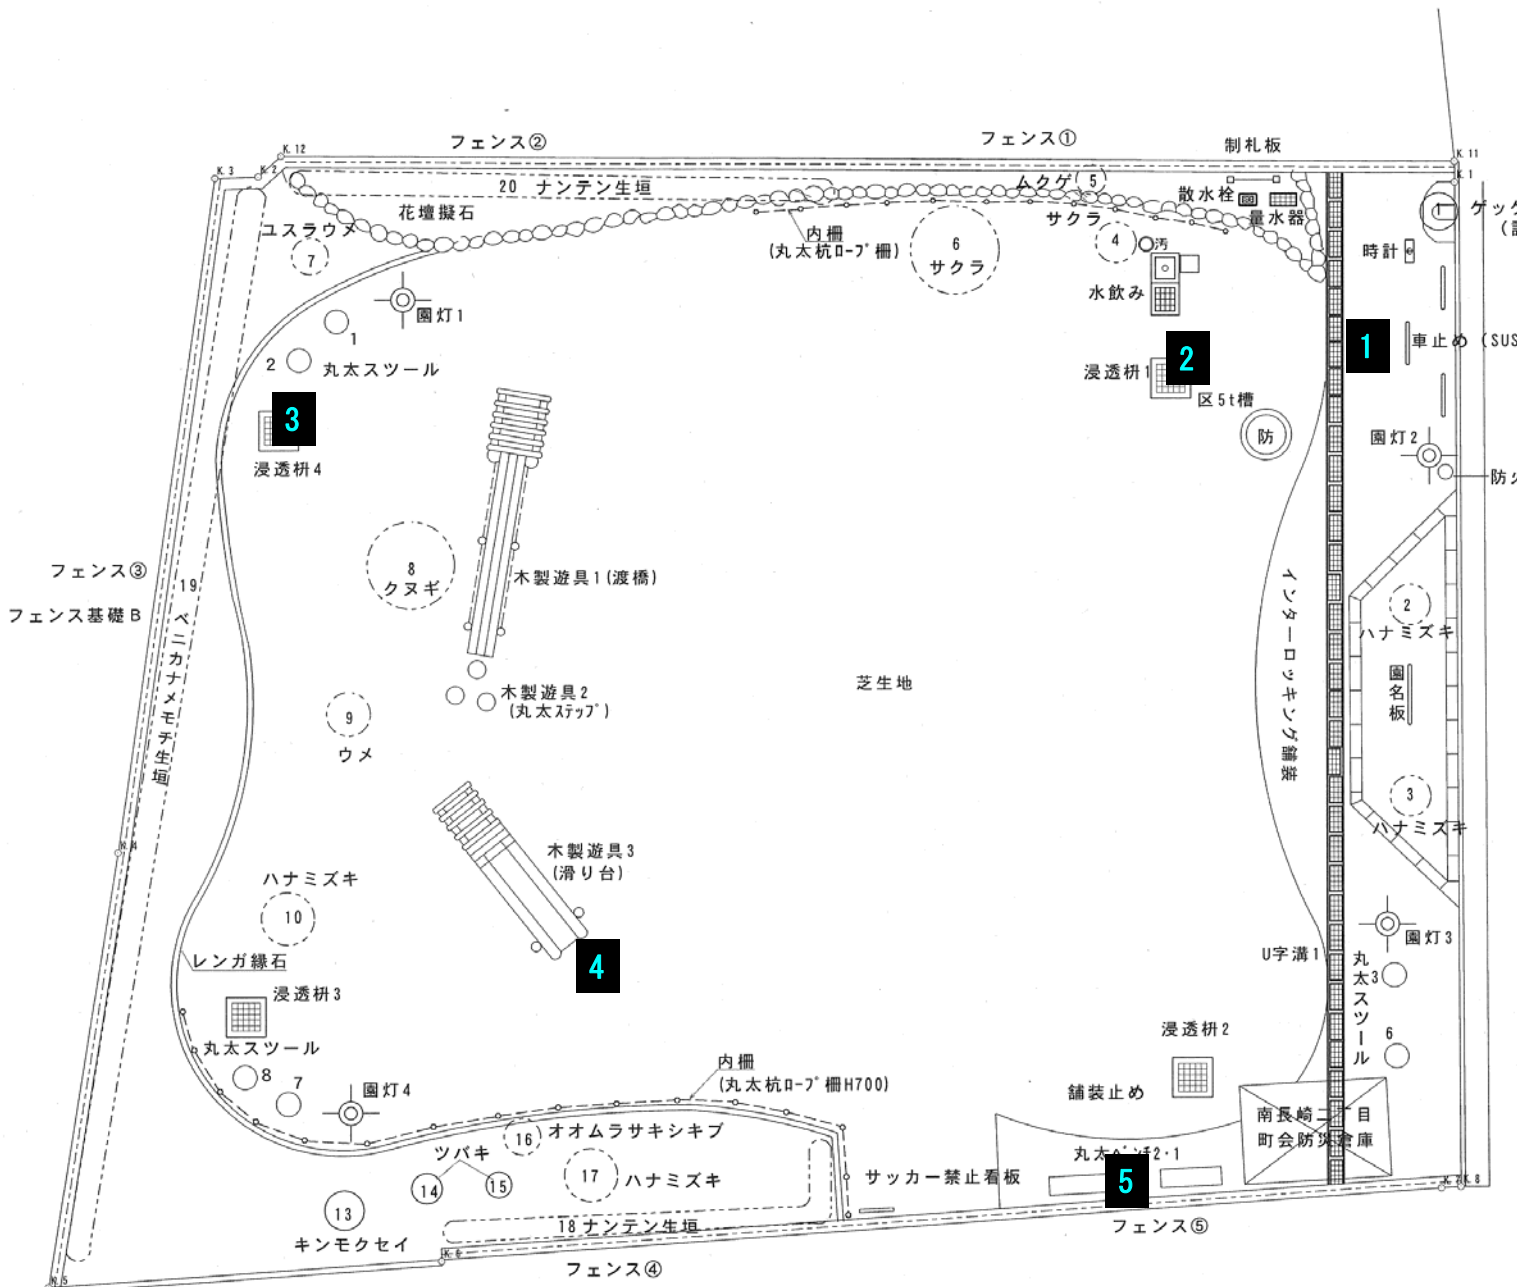 フェンス②
フェンス①
制札板
K.12
K.11
K.3
K.2
K.1
20 ナンテン生垣
ムクゲ
5
散水栓
量水器
花壇擬石
サクラ
1
ゲッケ
ユスラウメ
7
内柵
(丸太杭ロープ柵)
6
サクラ
4
汚
時計
水飲み
園灯1
1
2
丸太スツール
車止め (SUS
1
2
浸透枡1
区5t槽
3
浸透枡4
防
園灯2
防火
8
クヌギ
木製遊具1(渡橋)
フェンス③
フェンス基礎B
19
ベニカナメモチ生垣
インターロッキング舗装
2
ハナミズキ
木製遊具2
(丸太ステップ)
芝生地
園名板
9
ウメ
3
ハナミズキ
K.4
木製遊具3
(滑り台)
ハナミズキ
10
レンガ縁石
4
U字溝1
園灯3
丸太スツール
3
6
浸透枡3
浸透枡2
丸太スツール
8
7
園灯4
内柵
(丸太杭ロープ柵H700)
舗装止め
南長崎二丁目
町会防災倉庫
16
オオムラサキシキブ
ツバキ
14
15
17
ハナミズキ
サッカー禁止看板
丸太ベンチ2・1
5
K.7
K.8
13
キンモクセイ
18 ナンテン生垣
フェンス⑤
K.6
フェンス④
K.5